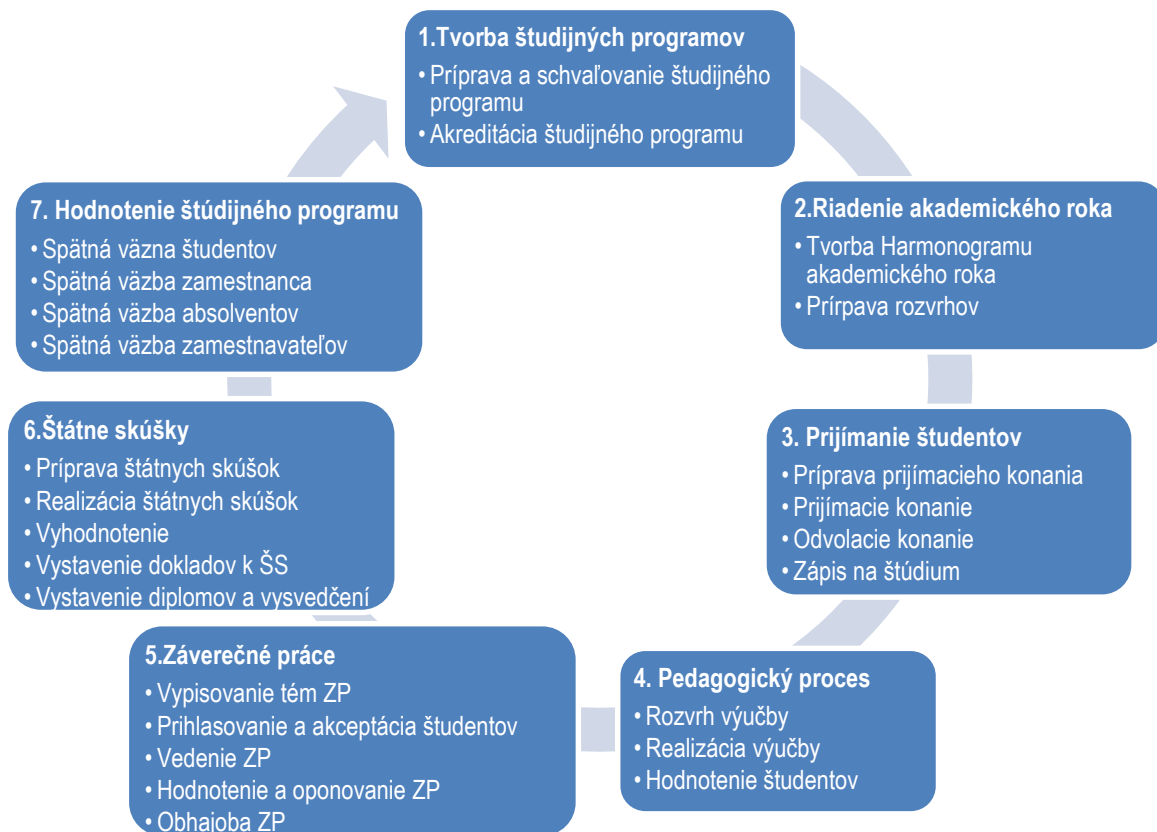 1.Tvorba študijných programov
• Príprava a schvaľovanie študijného
programu
• Akreditácia študijného programu
2.Riadenie akademického roka
• Tvorba Harmonogramu
akademického roka
• Prírpava rozvrhov
3. Prijímanie študentov
• Príprava prijímacieho konania
• Prijímacie konanie
• Odvolacie konanie
• Zápis na štúdium
4. Pedagogický proces
• Rozvrh výučby
• Realizácia výučby
• Hodnotenie študentov
5.Záverečné práce
• Vypisovanie tém ZP
• Prihlasovanie a akceptácia študentov
• Vedenie ZP
• Hodnotenie a oponovanie ZP
• Obhajoba ZP
6.Štátne skúšky
• Príprava štátnych skúšok
• Realizácia štátnych skúšok
• Vyhodnotenie
• Vystavenie dokladov k ŠS
• Vystavenie diplomov a vysvedčení
7. Hodnotenie štúdijného programu
• Spätná väzna študentov
• Spätná väzba zamestnanca
• Spätná väzba absolventov
• Spätná väzba zamestnavateľov